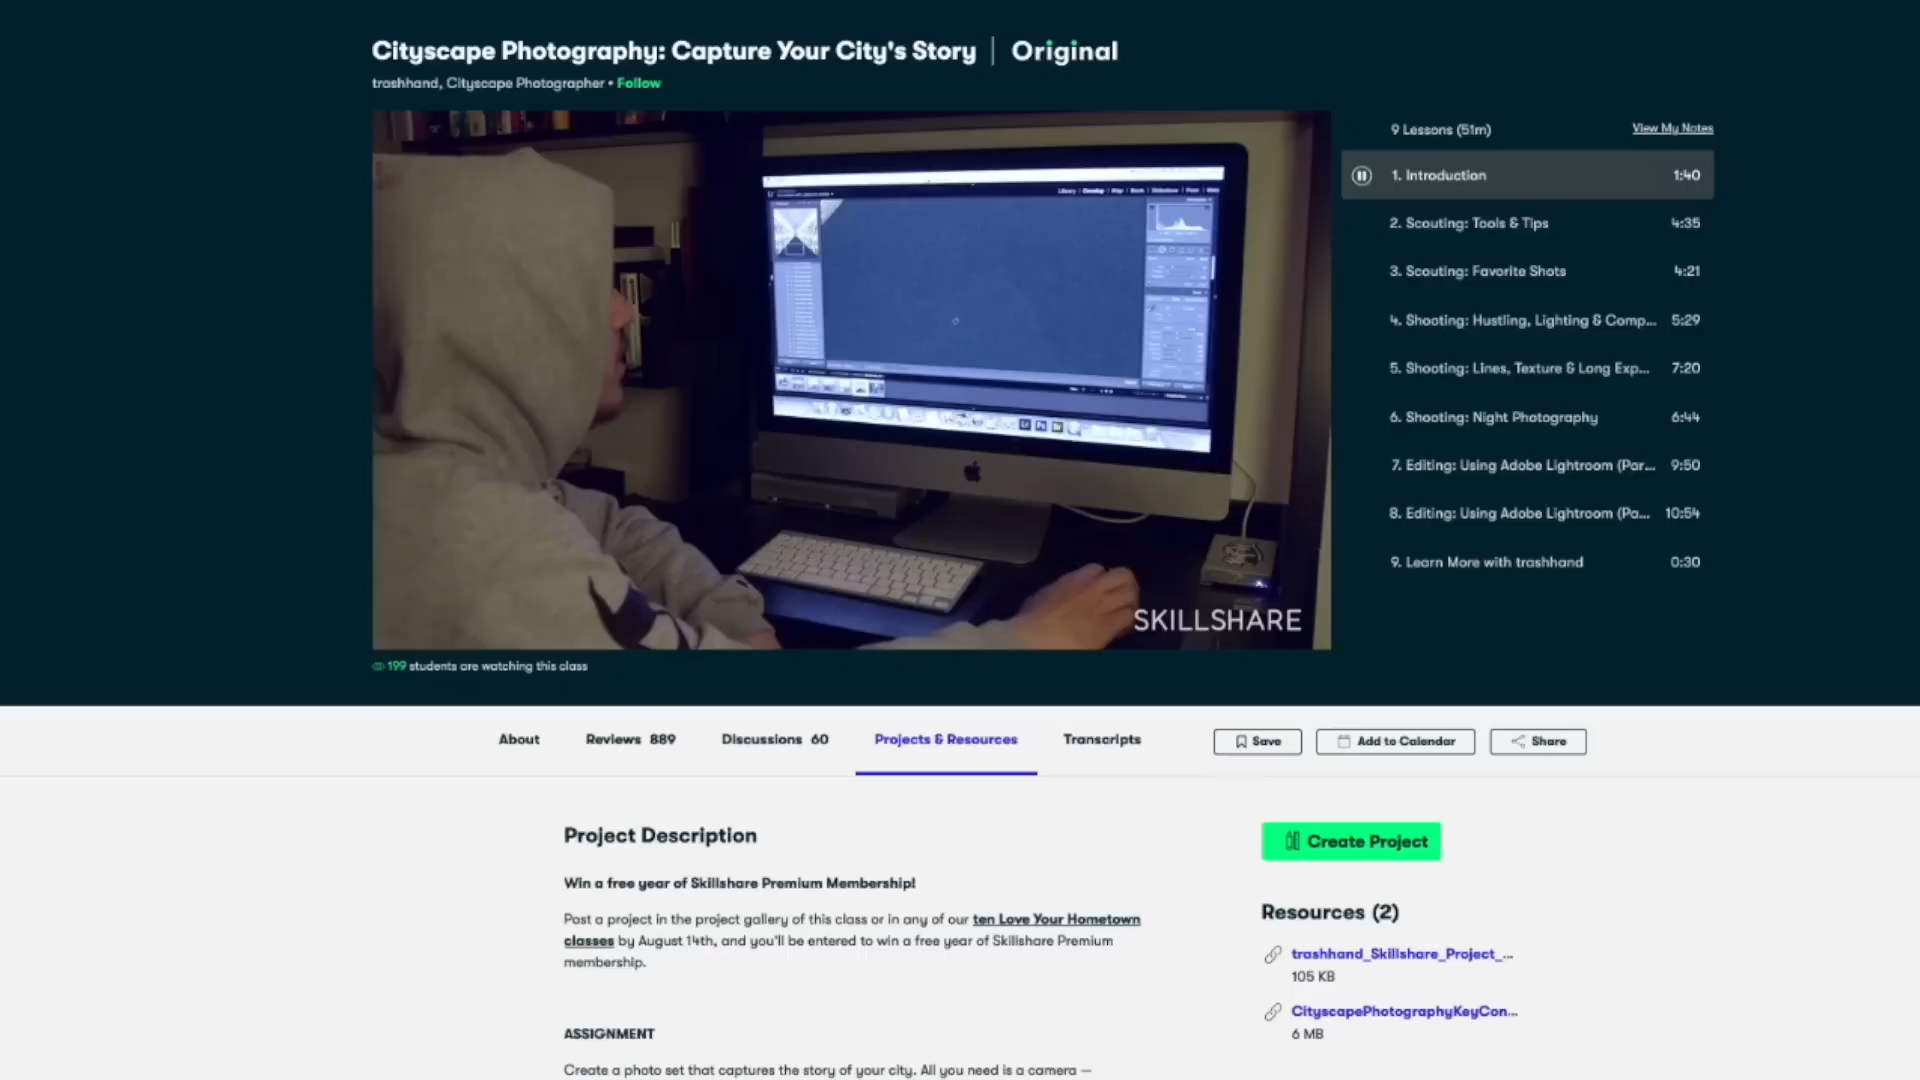 Cityscape Photography: Capture Your City's Story | Original
trashhand, Cityscape Photographer • Follow
9 Lessons (51m) View My Notes
1. Introduction 1:40
2. Scouting: Tools & Tips 4:35
3. Scouting: Favorite Shots 4:21
4. Shooting: Hustling, Lighting & Comp... 5:29
5. Shooting: Lines, Texture & Long Exp... 7:20
6. Shooting: Night Photography 6:44
7. Editing: Using Adobe Lightroom (Par... 9:50
8. Editing: Using Adobe Lightroom (Pa... 10:54
9. Learn More with trashhand 0:30
SKILLSHARE
199 students are watching this class
About Reviews 889 Discussions 60 Projects & Resources Transcripts Save Add to Calendar Share
Project Description
Create Project
Win a free year of Skillshare Premium Membership!
Post a project in the project gallery of this class or in any of our ten Love Your Hometown
classes by August 14th, and you'll be entered to win a free year of Skillshare Premium
membership.
Resources (2)
trashhand_Skillshare_Project_...
105 KB
CityscapePhotographyKeyCon...
6 MB
ASSIGNMENT
Create a photo set that captures the story of your city. All you need is a camera —